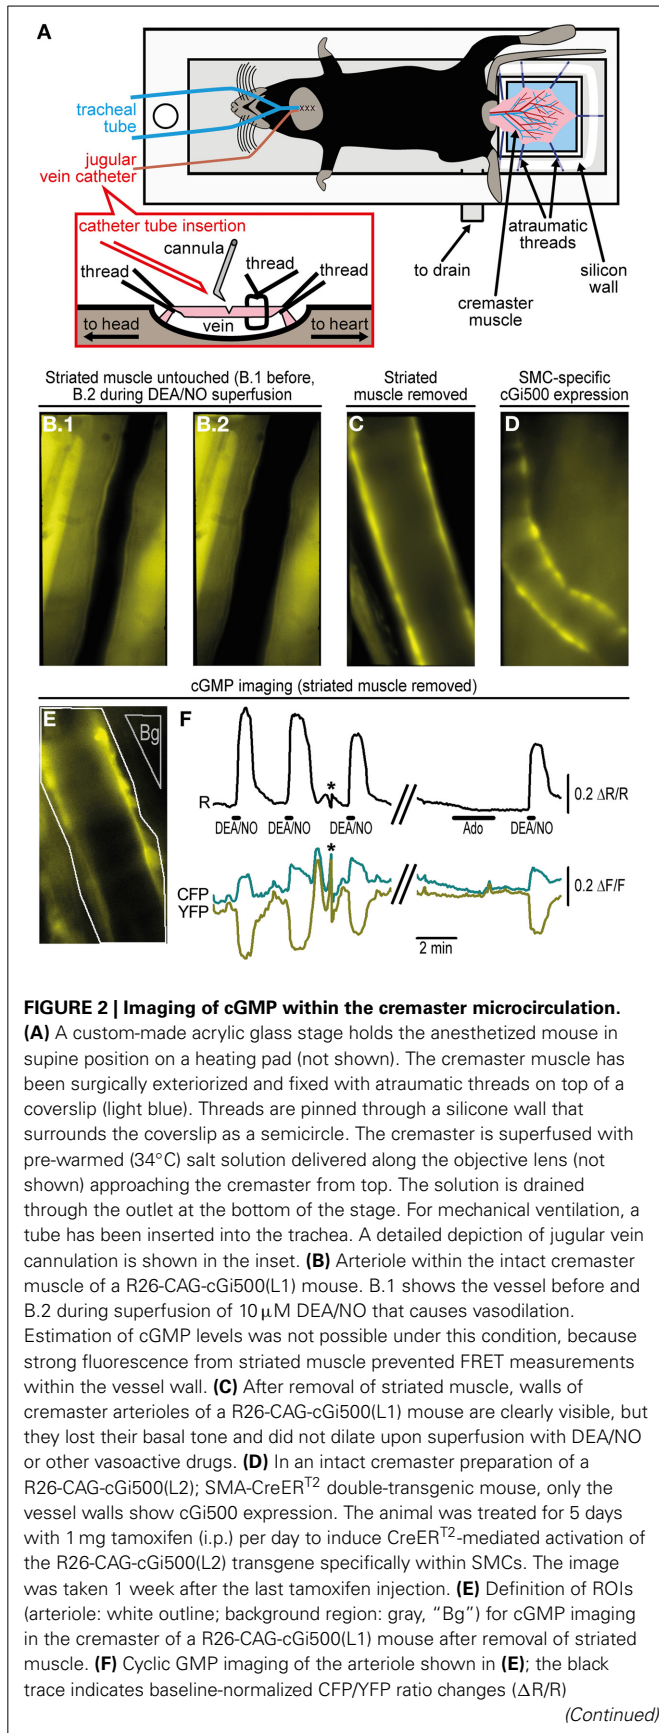 A
tracheal
tube
jugular
vein catheter
xxx
catheter tube insertion
cannula
thread
thread
thread
vein
to head
to heart
to drain
atraumatic
threads
silicon
wall
cremaster
muscle
Striated muscle untouched (B.1 before,
B.2 during DEA/NO superfusion
Striated
muscle removed
SMC-specific
cGi500 expression
B.1
B.2
C
D
cGMP imaging (striated muscle removed)
E
Bg
F
R
*
0.2 ΔR/R
DEA/NO
DEA/NO
DEA/NO
Ado
DEA/NO
*
CFP
YFP
0.2 ΔF/F
2 min
FIGURE 2 | Imaging of cGMP within the cremaster microcirculation.
(A) A custom-made acrylic glass stage holds the anesthetized mouse in
supine position on a heating pad (not shown). The cremaster muscle has
been surgically exteriorized and fixed with atraumatic threads on top of a
coverslip (light blue). Threads are pinned through a silicone wall that
surrounds the coverslip as a semicircle. The cremaster is superfused with
pre-warmed (34°C) salt solution delivered along the objective lens (not
shown) approaching the cremaster from top. The solution is drained
through the outlet at the bottom of the stage. For mechanical ventilation, a
tube has been inserted into the trachea. A detailed depiction of jugular vein
cannulation is shown in the inset. (B) Arteriole within the intact cremaster
muscle of a R26-CAG-cGi500(L1) mouse. B.1 shows the vessel before and
B.2 during superfusion of 10 μM DEA/NO that causes vasodilation.
Estimation of cGMP levels was not possible under this condition, because
strong fluorescence from striated muscle prevented FRET measurements
within the vessel wall. (C) After removal of striated muscle, walls of
cremaster arterioles of a R26-CAG-cGi500(L1) mouse are clearly visible, but
they lost their basal tone and did not dilate upon superfusion with DEA/NO
or other vasoactive drugs. (D) In an intact cremaster preparation of a
R26-CAG-cGi500(L2); SMA-CreERT2 double-transgenic mouse, only the
vessel walls show cGi500 expression. The animal was treated for 5 days
with 1 mg tamoxifen (i.p.) per day to induce CreERT2-mediated activation of
the R26-CAG-cGi500(L2) transgene specifically within SMCs. The image
was taken 1 week after the last tamoxifen injection. (E) Definition of ROIs
(arteriole: white outline; background region: gray, “Bg”) for cGMP imaging
in the cremaster of a R26-CAG-cGi500(L1) mouse after removal of striated
muscle. (F) Cyclic GMP imaging of the arteriole shown in (E); the black
trace indicates baseline-normalized CFP/YFP ratio changes (ΔR/R)
(Continued)